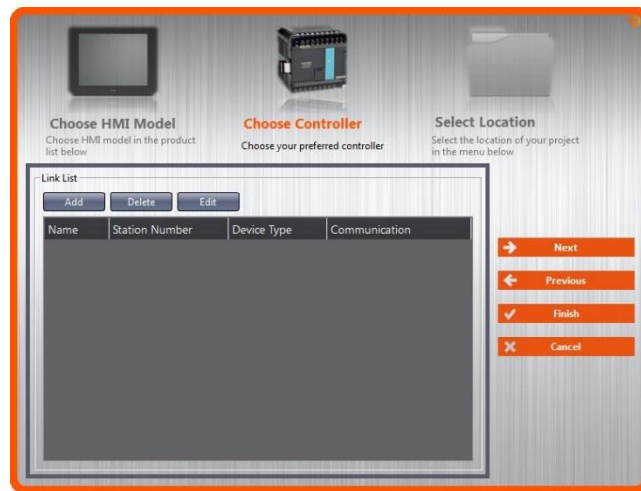 Choose HMI Model
Choose HMI model in the product
list below
Choose Controller
Choose your preferred controller
Select Location
Select the location of your project
in the menu below
Link List
Add Delete Edit
Name Station Number Device Type Communication
Next
Previous
Finish
Cancel